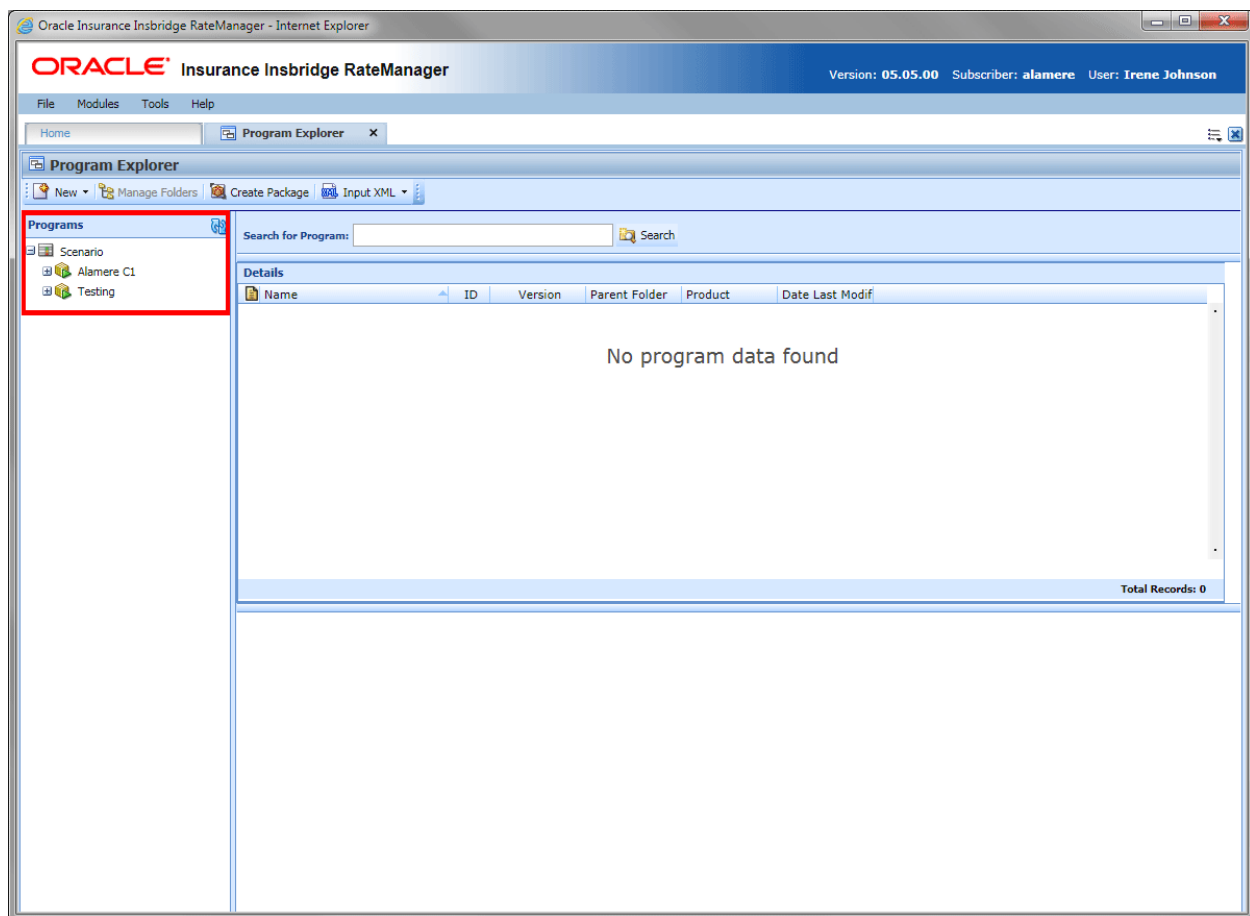 Oracle Insurance Insbridge RateManager - Internet Explorer
ORACLE Insurance Insbridge RateManager
Version: 05.05.00 Subscriber: alamere User: Irene Johnson
File Modules Tools Help
Home Program Explorer X
Program Explorer
New Manage Folders Create Package Input XML
Programs
Scenario
Alamere C1
Testing
Search for Program: Search
Details
Name ID Version Parent Folder Product Date Last Modif
No program data found
Total Records: 0